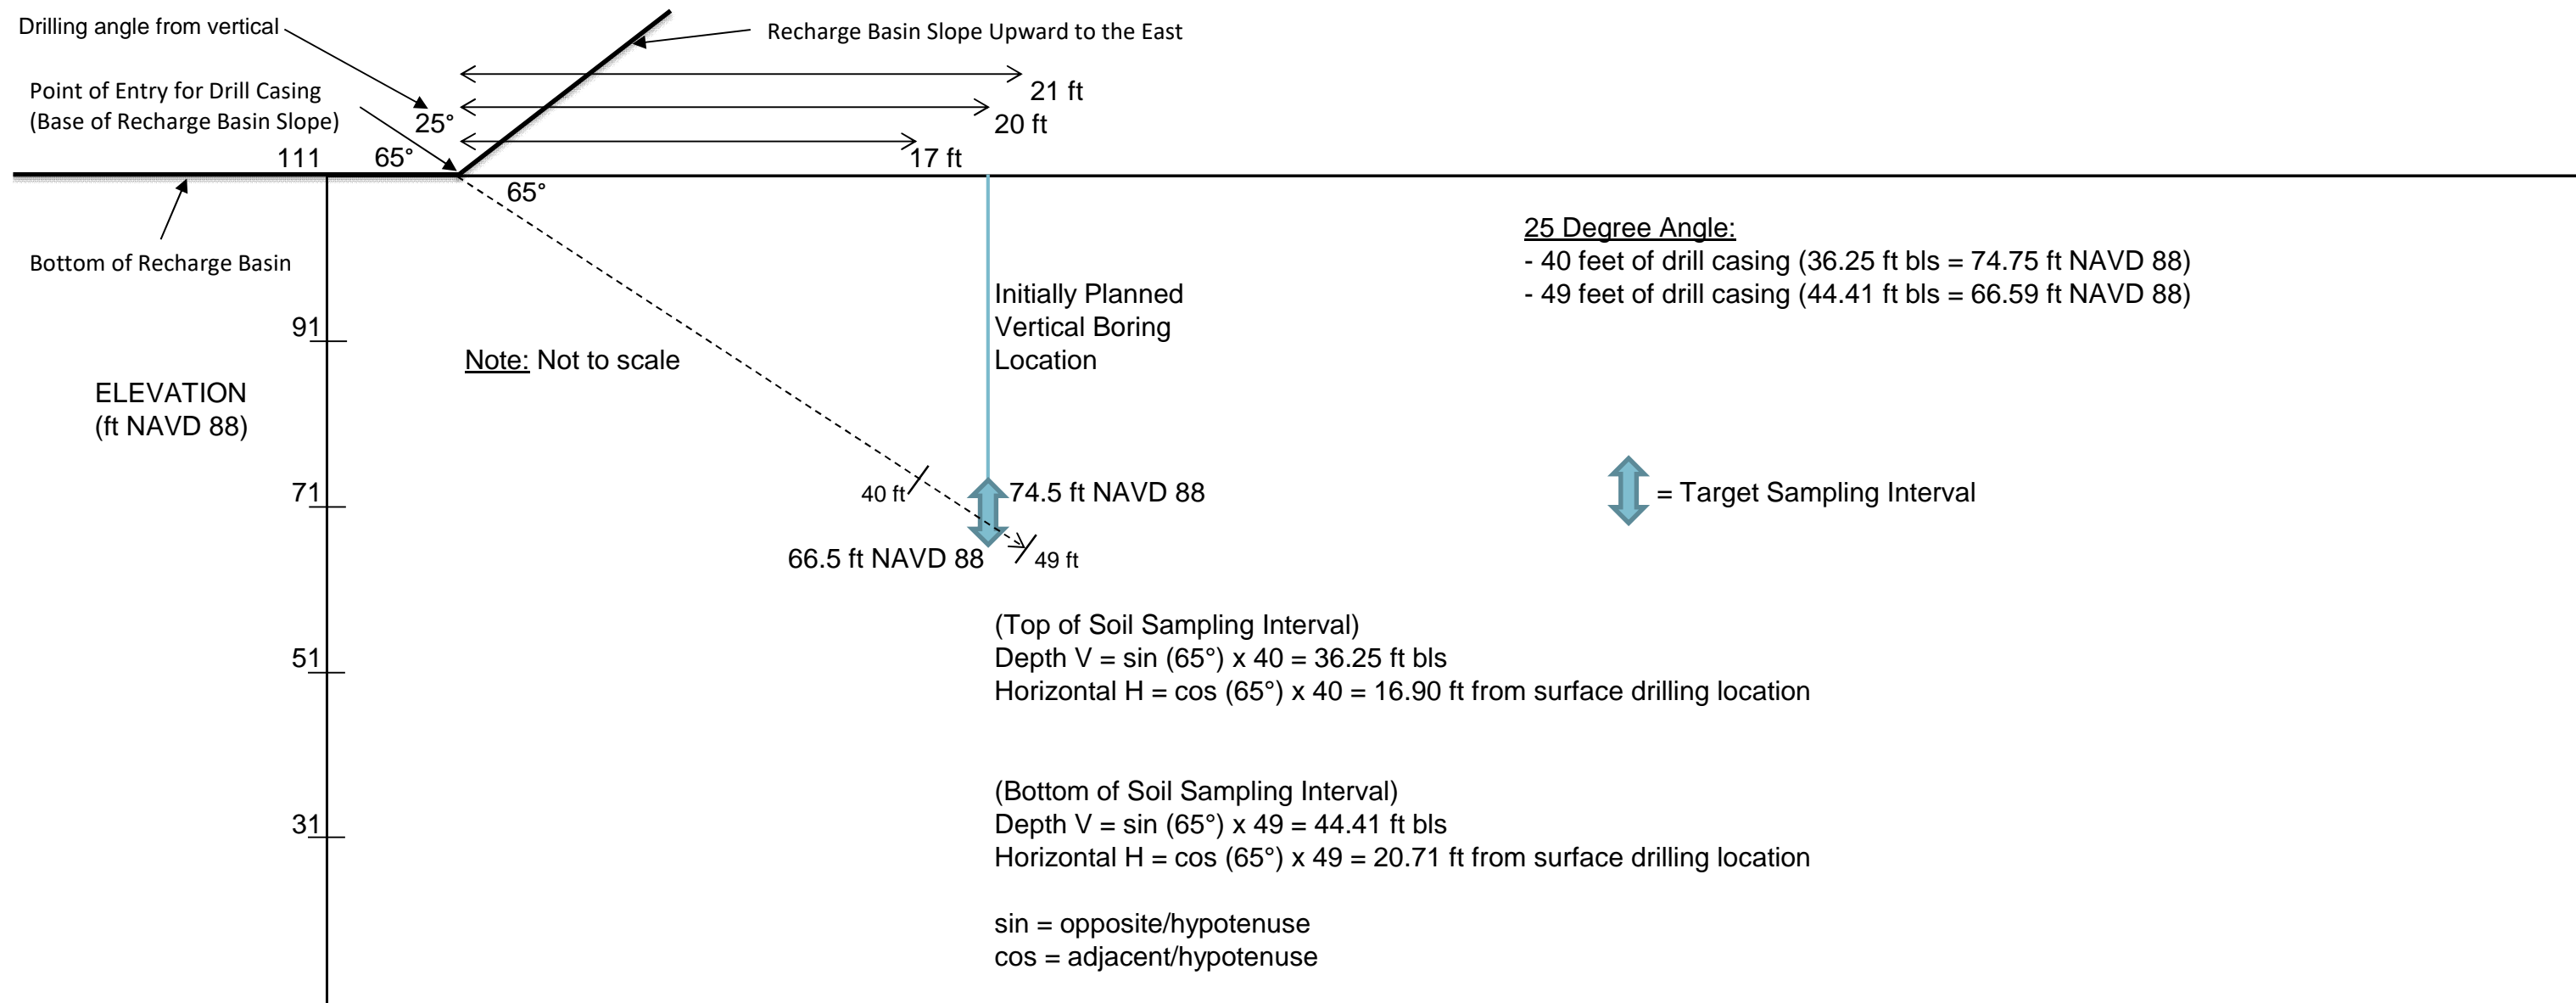 Drilling angle from vertical
Recharge Basin Slope Upward to the East
Point of Entry for Drill Casing
(Base of Recharge Basin Slope)
21 ft
25°
20 ft
111
65°
17 ft
65°
Bottom of Recharge Basin
25 Degree Angle:
- 40 feet of drill casing (36.25 ft bls = 74.75 ft NAVD 88)
- 49 feet of drill casing (44.41 ft bls = 66.59 ft NAVD 88)
Initially Planned
Vertical Boring
Location
91
Note: Not to scale
ELEVATION
(ft NAVD 88)
71
40 ft
74.5 ft NAVD 88
= Target Sampling Interval
66.5 ft NAVD 88
49 ft
(Top of Soil Sampling Interval)
Depth V = sin (65°) x 40 = 36.25 ft bls
Horizontal H = cos (65°) x 40 = 16.90 ft from surface drilling location
51
(Bottom of Soil Sampling Interval)
Depth V = sin (65°) x 49 = 44.41 ft bls
Horizontal H = cos (65°) x 49 = 20.71 ft from surface drilling location
31
sin = opposite/hypotenuse
cos = adjacent/hypotenuse